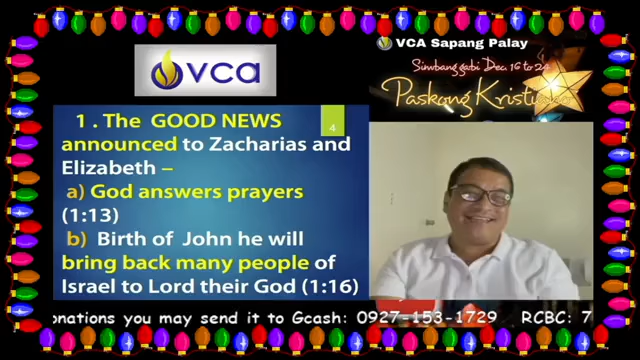 VCA Sapang Palay
Simbang gabi Dec. 16 to 24
Paskong Kristiano
vca
1 . The GOOD NEWS
4
announced to Zacharias and
Elizabeth –
a) God answers prayers
(1:13)
b) Birth of John he will
bring back many people of
Israel to Lord their God (1:16)
onations you may send it to Gcash: 0927-153-1729 RCBC: 7